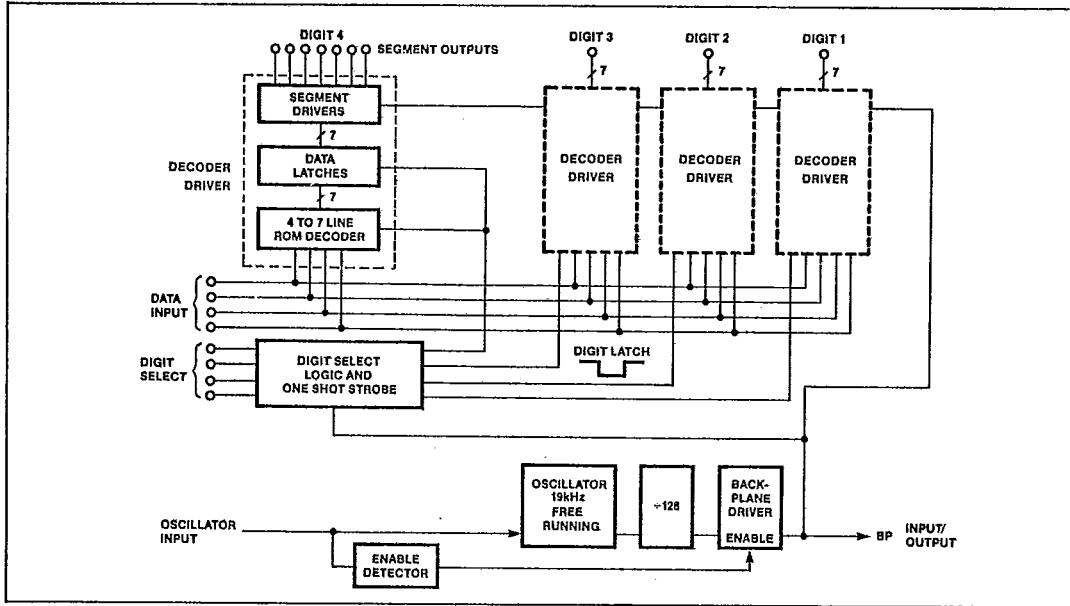 DIGIT 4
SEGMENT OUTPUTS
DIGIT 3
DIGIT 2
DIGIT 1
7
7
7
SEGMENT
DRIVERS
7
DECODER
DRIVER
DATA
LATCHES
7
4 TO 7 LINE
ROM DECODER
DECODER
DRIVER
DECODER
DRIVER
DECODER
DRIVER
DATA
INPUT
DIGIT
SELECT
DIGIT SELECT
LOGIC AND
ONE SHOT STROBE
DIGIT LATCH
OSCILLATOR
INPUT
ENABLE
DETECTOR
OSCILLATOR
19kHz
FREE
RUNNING
÷128
BACK-
PLANE
DRIVER
ENABLE
BP
INPUT/
OUTPUT